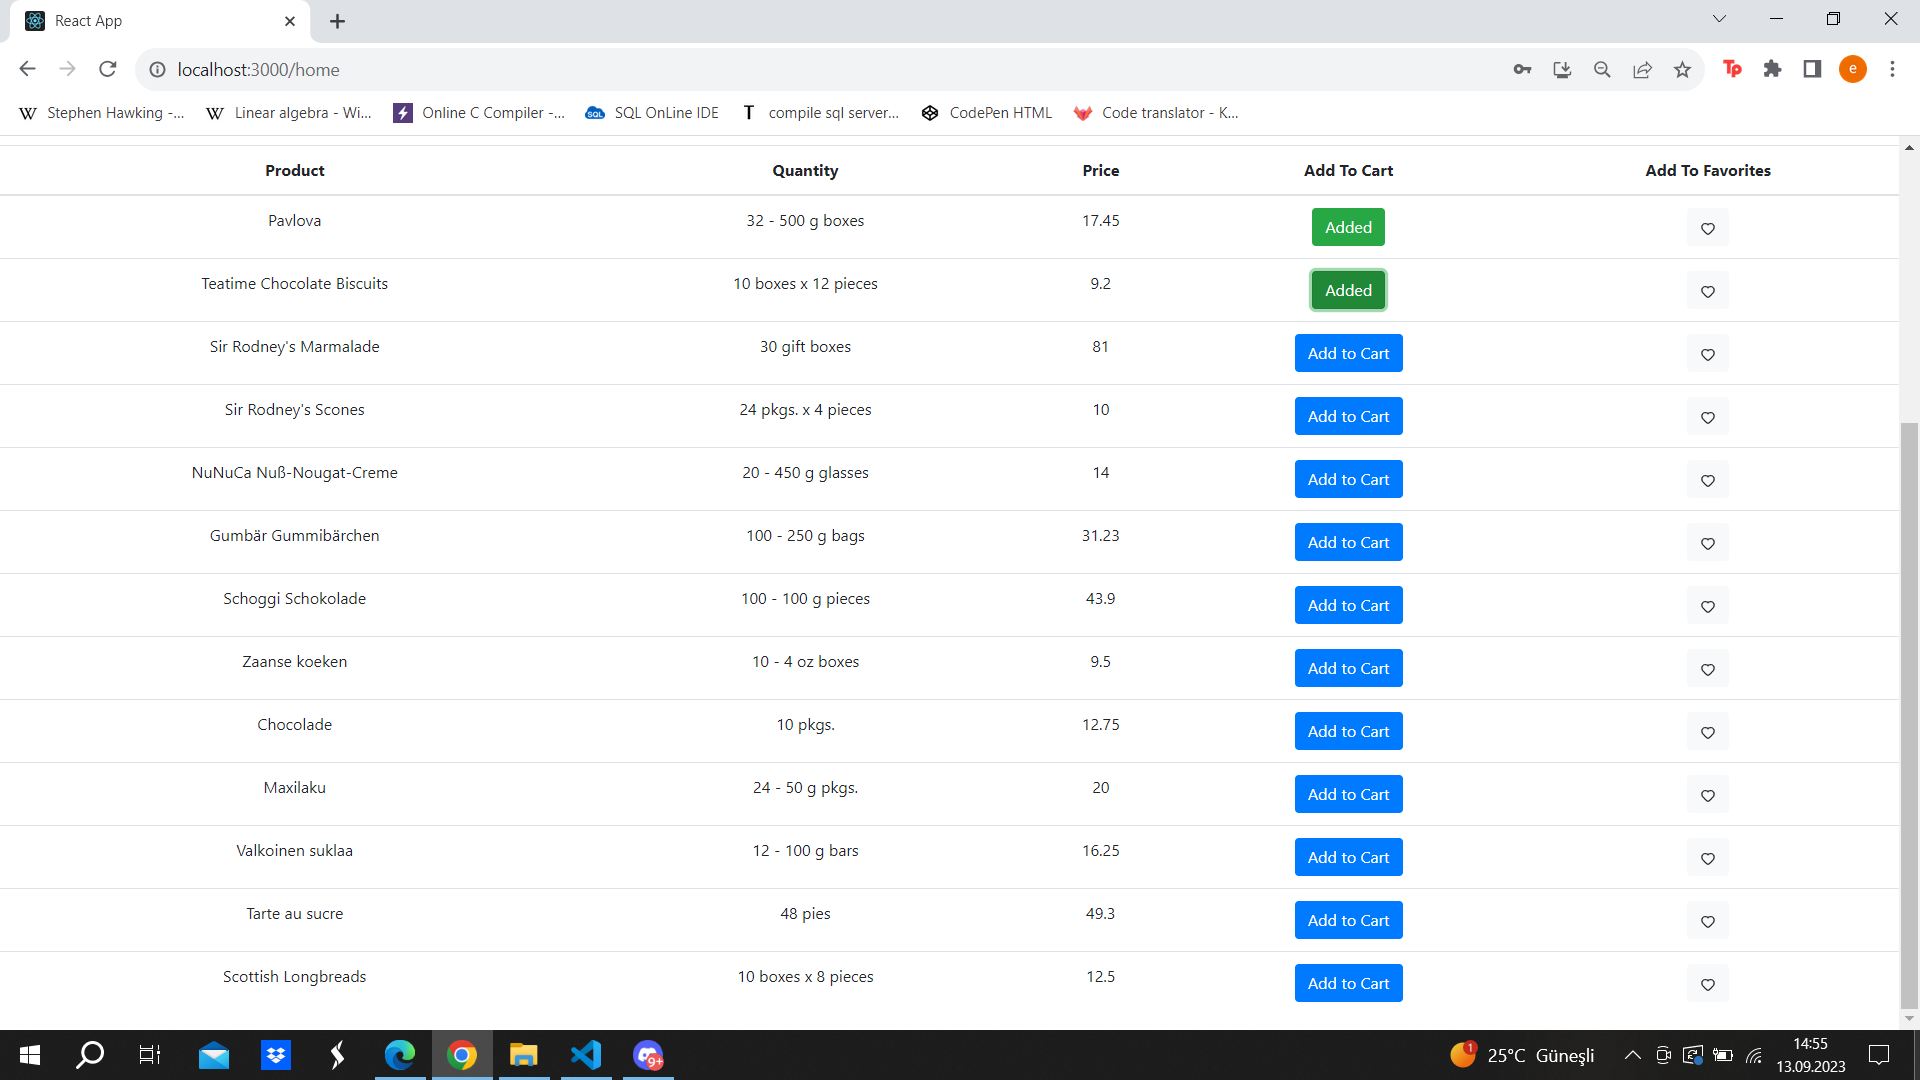 React App
localhost:3000/home
Tp
e
W Stephen Hawking -... W Linear algebra - Wi... Online C Compiler -... SQL SQL OnLine IDE T compile sql server... CodePen HTML Code translator - K...
Product Quantity Price Add To Cart Add To Favorites
Pavlova 32 - 500 g boxes 17.45 Added
Teatime Chocolate Biscuits 10 boxes x 12 pieces 9.2 Added
Sir Rodney's Marmalade 30 gift boxes 81 Add to Cart
Sir Rodney's Scones 24 pkgs. x 4 pieces 10 Add to Cart
NuNuCa Nuß-Nougat-Creme 20 - 450 g glasses 14 Add to Cart
Gumbär Gummibärchen 100 - 250 g bags 31.23 Add to Cart
Schoggi Schokolade 100 - 100 g pieces 43.9 Add to Cart
Zaanse koeken 10 - 4 oz boxes 9.5 Add to Cart
Chocolade 10 pkgs. 12.75 Add to Cart
Maxilaku 24 - 50 g pkgs. 20 Add to Cart
Valkoinen suklaa 12 - 100 g bars 16.25 Add to Cart
Tarte au sucre 48 pies 49.3 Add to Cart
Scottish Longbreads 10 boxes x 8 pieces 12.5 Add to Cart
9+
1
25°C Güneşli
14:55
13.09.2023